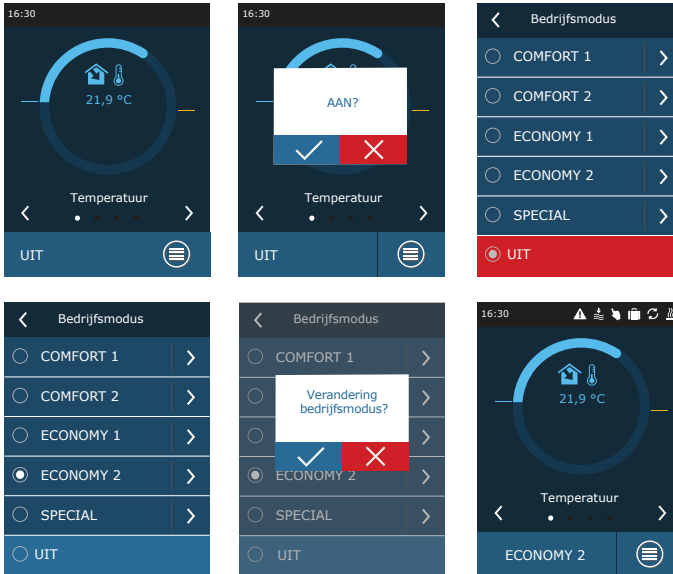 16:30
21,9 °C
Temperatuur
UIT
16:30
AAN?
Temperatuur
UIT
Bedrijfsmodus
COMFORT 1
COMFORT 2
ECONOMY 1
ECONOMY 2
SPECIAL
UIT
Bedrijfsmodus
COMFORT 1
COMFORT 2
ECONOMY 1
ECONOMY 2
SPECIAL
UIT
Bedrijfsmodus
COMFORT 1
Verandering
bedrijfsmodus?
ECONOMY 2
SPECIAL
UIT
16:30
21,9 °C
Temperatuur
ECONOMY 2